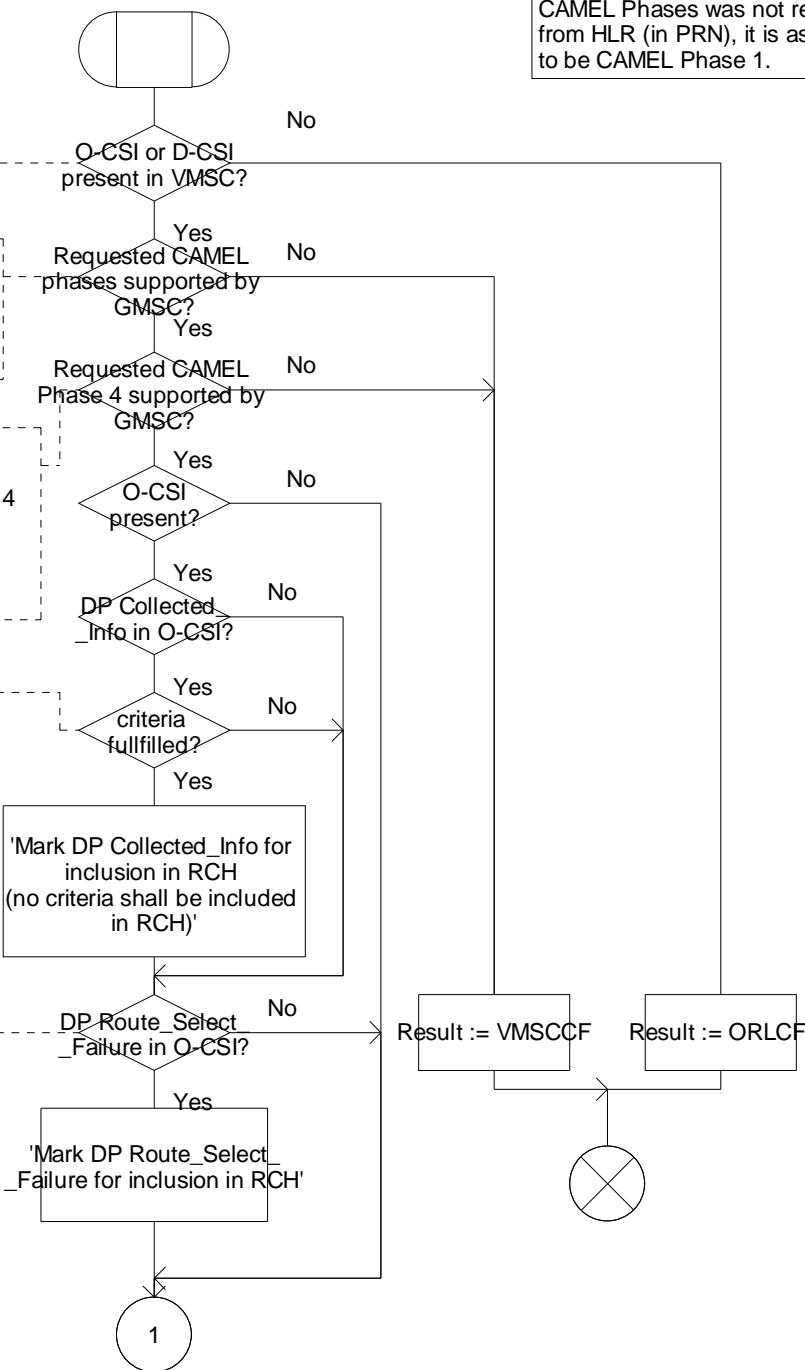 CAMEL Phases was not re
from HLR (in PRN), it is as
to be CAMEL Phase 1.
No
O-CSI or D-CSI
present in VMSC?
Yes
No
Requested CAMEL
phases supported by
GMSC?
Yes
No
Requested CAMEL
Phase 4 supported by
GMSC?
Yes
No
4
O-CSI
present?
Yes
No
DP Collected_
_Info in O-CSI?
Yes
No
criteria
fullfilled?
Yes
'Mark DP Collected_Info for
inclusion in RCH
(no criteria shall be included
in RCH)'
No
DP Route_Select_
_Failure in O-CSI?
Result := VMSCCF
Result := ORLCF
Yes
'Mark DP Route_Select_
_Failure for inclusion in RCH'
1